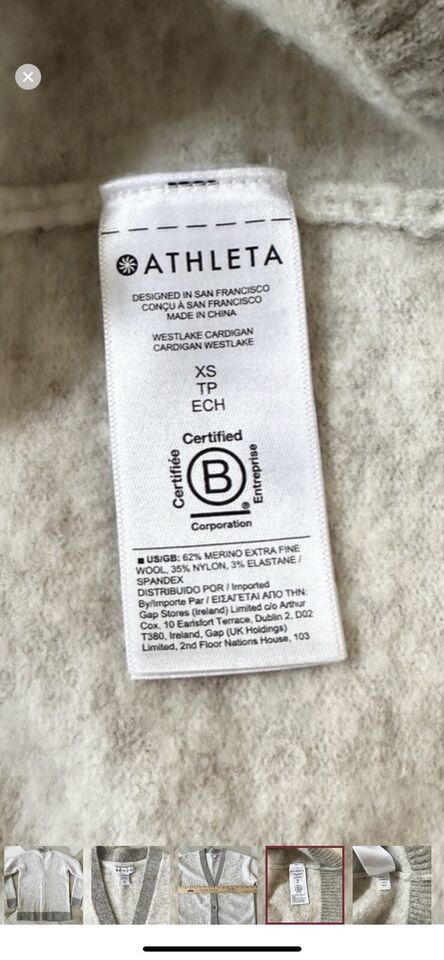 ATHLETA
DESIGNED IN SAN FRANCISCO
CONÇU À SAN FRANCISCO
MADE IN CHINA
WESTLAKE CARDIGAN
CARDIGAN WESTLAKE
XS
TP
ECH
Certified
Certifiée
B
Entreprise
®
Corporation
■ US/GB: 62% MERINO EXTRA FINE
WOOL, 35% NYLON, 3% ELASTANE /
SPANDEX
DISTRIBUIDO POR / Imported
By/Importe Par / ΕΙΣΑΓΕΤΑΙ ΑΠΟ ΤΗΝ:
Gap Stores (Ireland) Limited c/o Arthur
Cox, 10 Earlsfort Terrace, Dublin 2, D02
T380, Ireland, Gap (UK Holdings)
Limited, 2nd Floor Nations House, 103